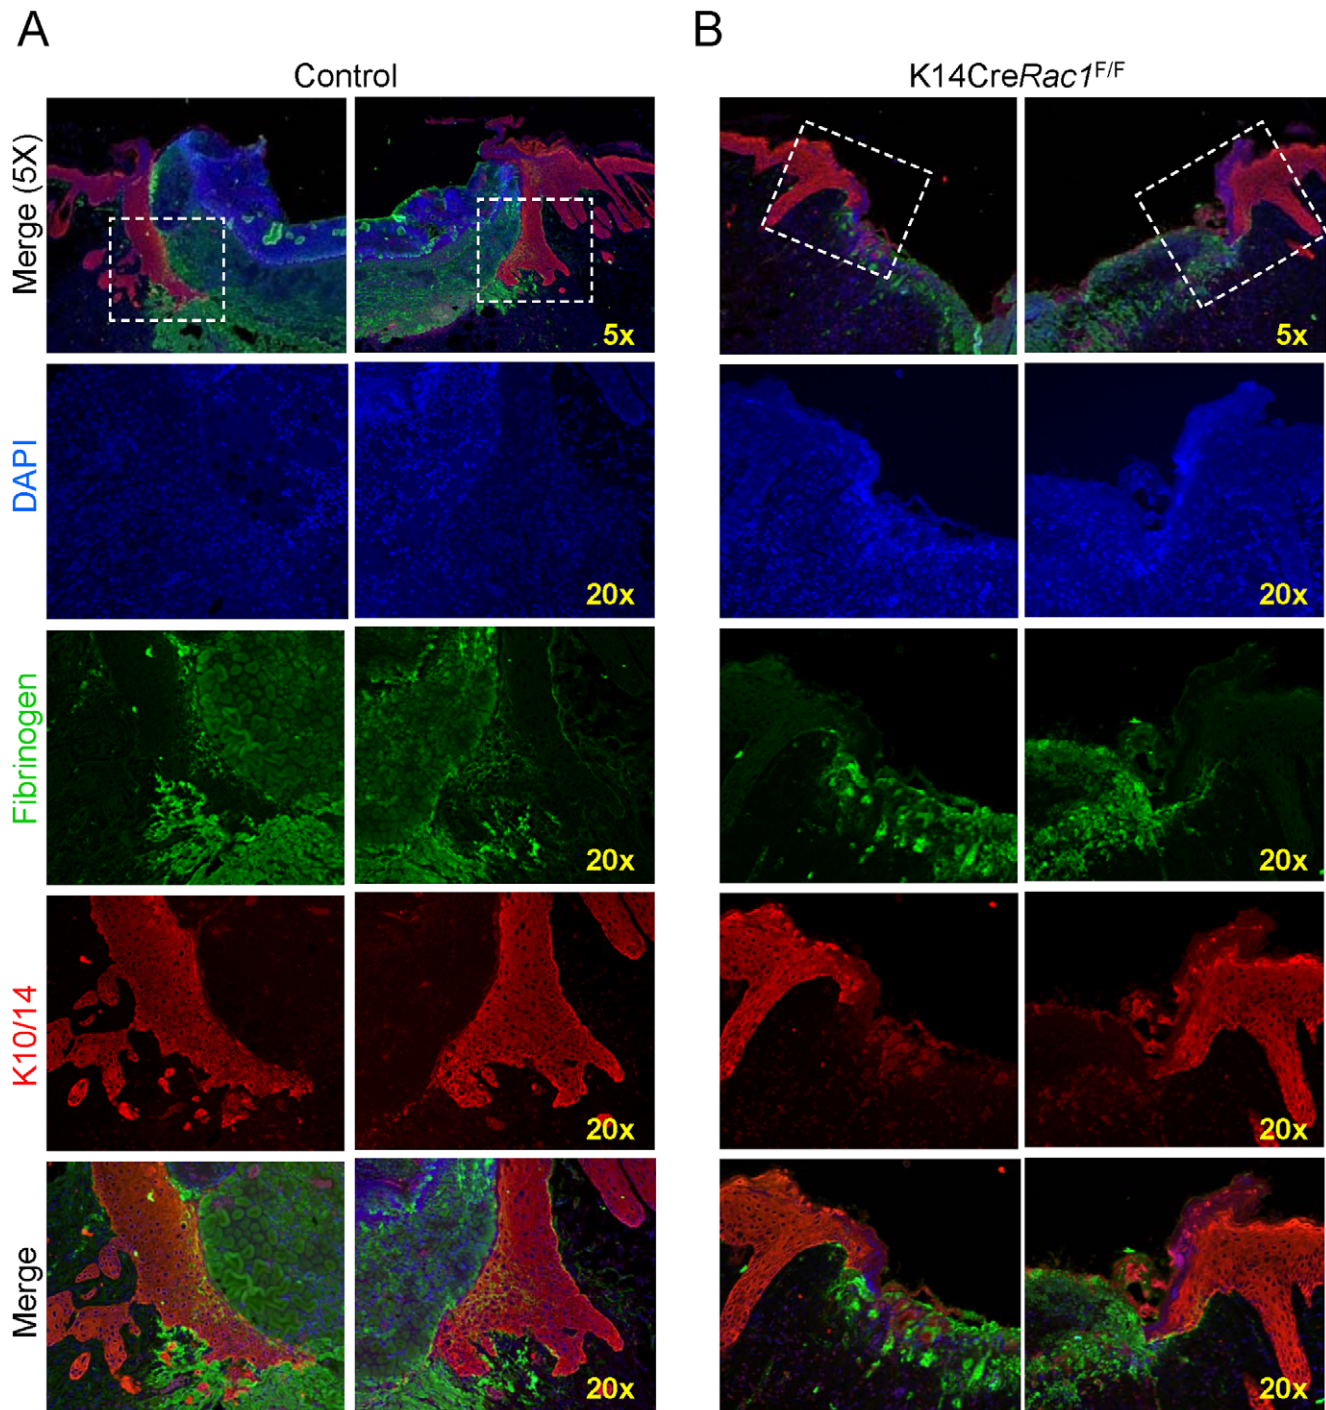 A
B
Control
K14CreRac1F/F
Merge (5X)
5x
5x
DAPI
20x
20x
Fibrinogen
20x
20x
K10/14
20x
20x
Merge
20x
20x